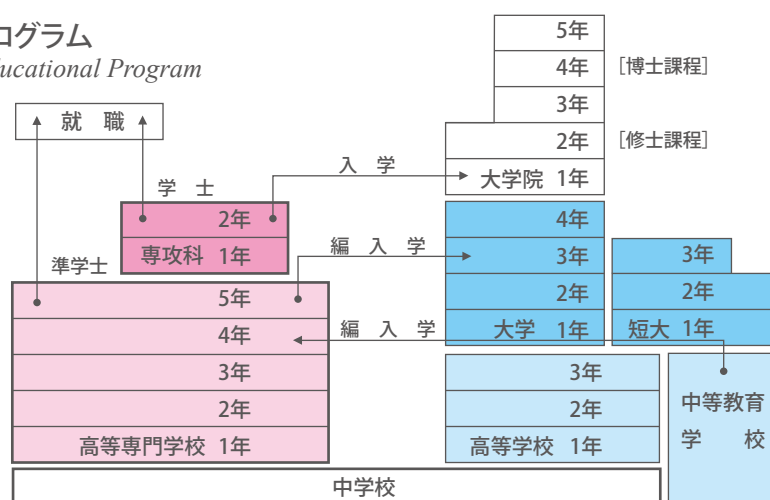 ログラム
ducational Program
就 職
学 士
2年
専攻科 1年
準学士
5年
4年
3年
2年
高等専門学校 1年
入 学
編 入 学
編 入 学
5年
4年 [博士課程]
3年
2年 [修士課程]
大学院 1年
4年
3年
2年
大学 1年
3年
2年
短大 1年
3年
2年
高等学校 1年
中等教育
学 校
中学校